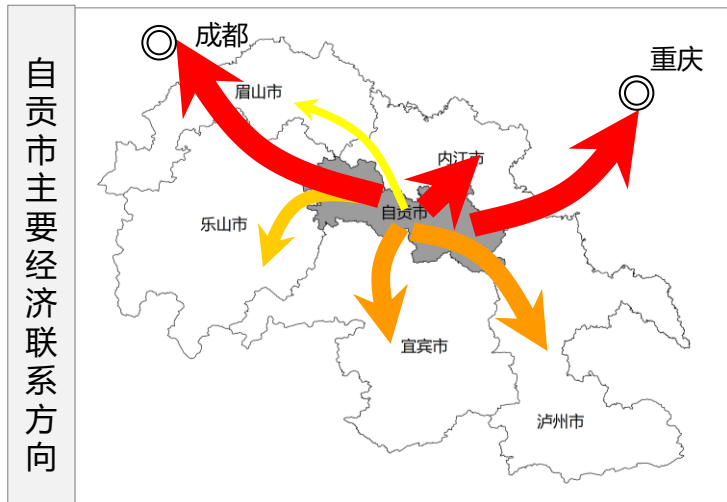 自贡市主要经济联系方向
成都
重庆
眉山市
内江市
乐山市
自贡市
宜宾市
泸州市